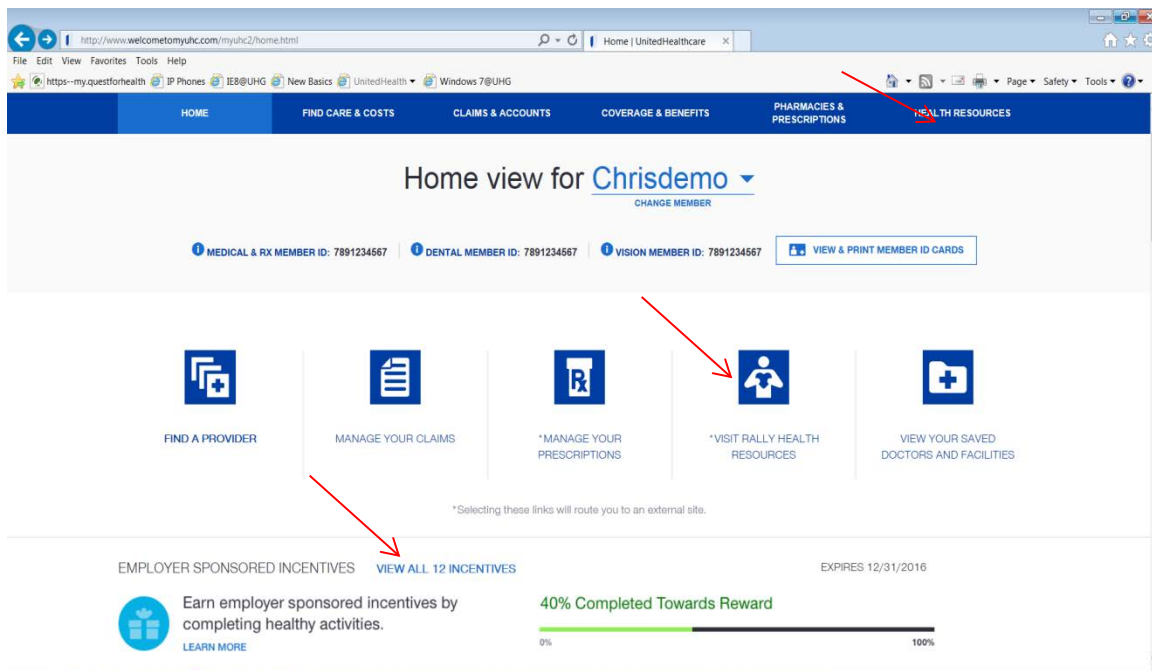 http://www.welcometomyuhc.com/myuhc2/home.html
Home | UnitedHealthcare
File Edit View Favorites Tools Help
https--my.questforhealth IP Phones IE8@UHG New Basics UnitedHealth Windows 7@UHG Page Safety Tools
HOME FIND CARE & COSTS CLAIMS & ACCOUNTS COVERAGE & BENEFITS PHARMACIES & PRESCRIPTIONS HEALTH RESOURCES
Home view for Chrisdemo
CHANGE MEMBER
MEDICAL & RX MEMBER ID: 7891234567 DENTAL MEMBER ID: 7891234567 VISION MEMBER ID: 7891234567 VIEW & PRINT MEMBER ID CARDS
Rx
FIND A PROVIDER MANAGE YOUR CLAIMS *MANAGE YOUR *VISIT RALLY HEALTH VIEW YOUR SAVED
PRESCRIPTIONS RESOURCES DOCTORS AND FACILITIES
*Selecting these links will route you to an external site.
EMPLOYER SPONSORED INCENTIVES VIEW ALL 12 INCENTIVES EXPIRES 12/31/2016
Earn employer sponsored incentives by 40% Completed Towards Reward
completing healthy activities.
LEARN MORE 0% 100%